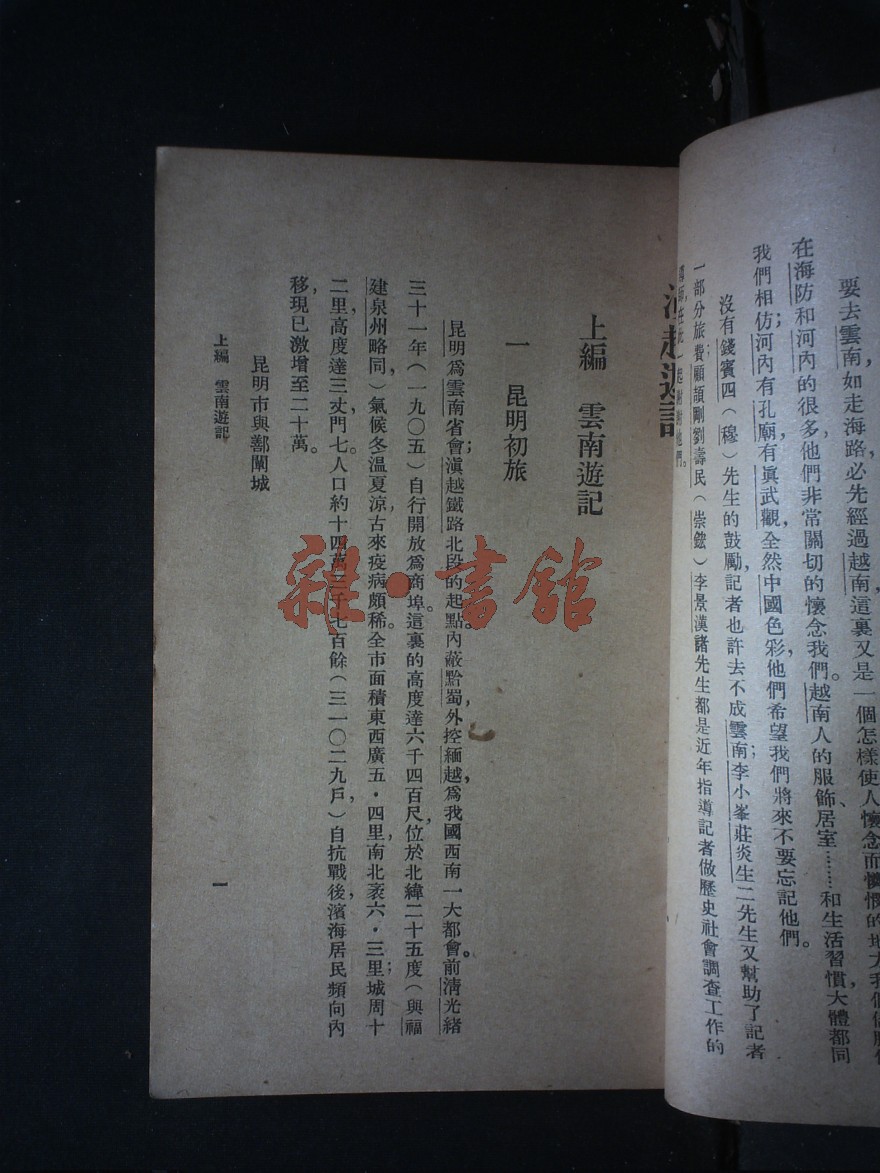 要去雲南如走海路必先經過越南，這裏又是一個怎樣使人懷念而
在海防和河內的很多他們非常關切的懷念我們。越南人的服飾、居室……和生活習慣大體都同
我們相仿；河內有孔廟，有眞武觀，全然中國色彩，他們希望我們將來不要忘記他們。
沒有錢賓四（穆）先生的鼓勵，記者也許去不成雲南；李小峯莊炎生二先生又幫助了記者
一部分旅費；顧頡剛劉壽民（崇鋐）李景漢諸先生都是近年指導記者做歷史社會調查工作的
在此一起謝謝他們。
滇越遊記
上編 雲南遊記
一 昆明初旅
昆明爲雲南省會；滇越鐵路北段的起點，內蔽黔蜀，外控緬越，爲我國西南一大都會。前清光緒
三十一年（一九〇五）自行開放爲商埠。這裏的高度達六千四百尺，位於北緯二十五度（與福
建泉州略同）氣候冬溫夏涼，古來疫病頗稀。全市面積東西廣五·四里，南北袤六·三里；城周十
二里，高度達三丈，門七。人口約十四萬三千七百餘（三一〇二九戶）自抗戰後，濱海居民頻向內
移，現已激增至二十萬。
昆明市與鄯闡城
上編 雲南遊記
一
雜·書館